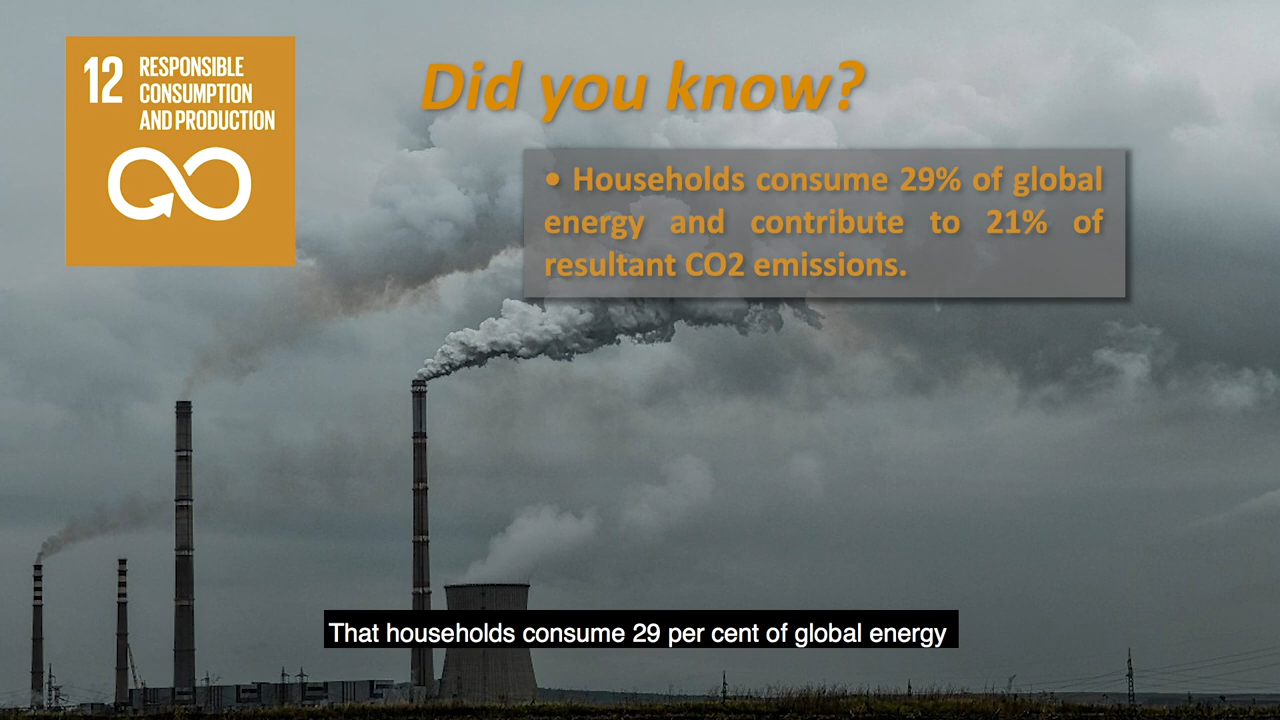 12 RESPONSIBLE
CONSUMPTION
AND PRODUCTION
Did you know?
• Households consume 29% of global
energy and contribute to 21% of
resultant CO2 emissions.
That households consume 29 per cent of global energy